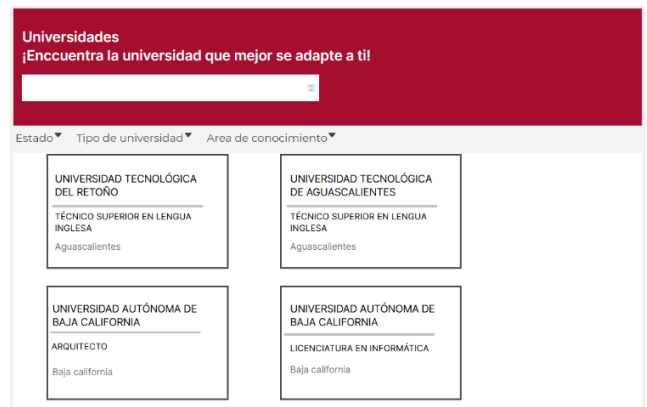 Universidades
¡Enccuentra la universidad que mejor se adapte a ti!
Estado Tipo de universidad Area de conocimiento
UNIVERSIDAD TECNOLÓGICA
DEL RETOÑO
TÉCNICO SUPERIOR EN LENGUA
INGLESA
Aguascalientes
UNIVERSIDAD TECNOLÓGICA
DE AGUASCALIENTES
TÉCNICO SUPERIOR EN LENGUA
INGLESA
Aguascalientes
UNIVERSIDAD AUTÓNOMA DE
BAJA CALIFORNIA
ARQUITECTO
Baja california
UNIVERSIDAD AUTÓNOMA DE
BAJA CALIFORNIA
LICENCIATURA EN INFORMÁTICA
Baja california